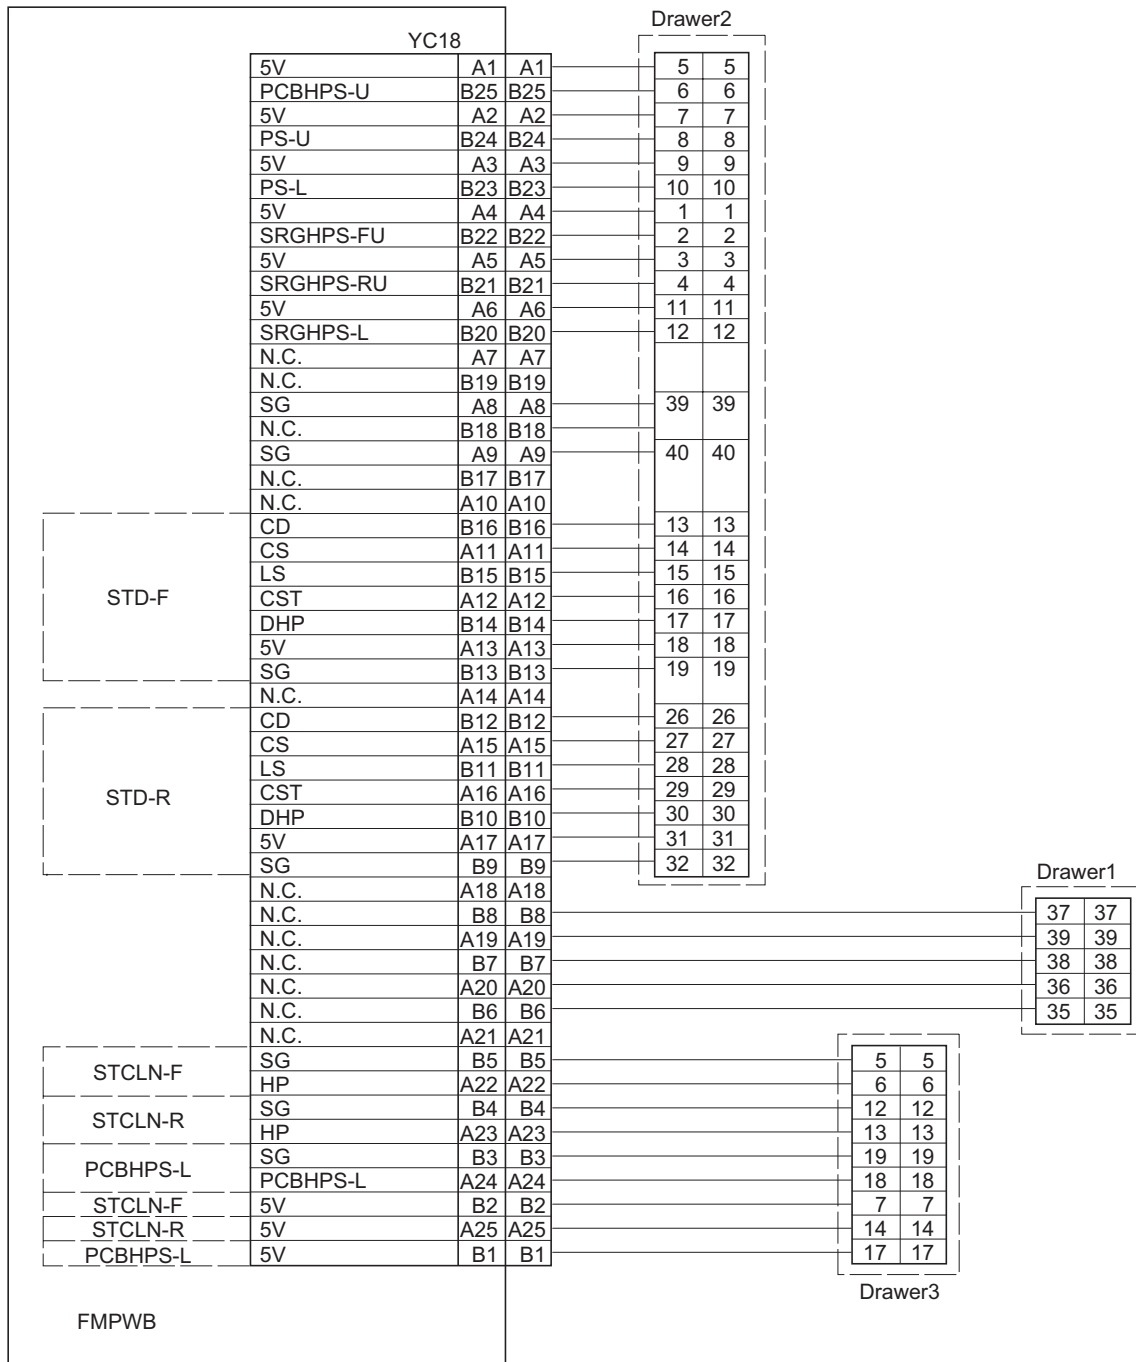 Drawer2
YC18
5V A1 A1 5 5
PCBHPS-U B25 B25 6 6
5V A2 A2 7 7
PS-U B24 B24 8 8
5V A3 A3 9 9
PS-L B23 B23 10 10
5V A4 A4 1 1
SRGHPS-FU B22 B22 2 2
5V A5 A5 3 3
SRGHPS-RU B21 B21 4 4
5V A6 A6 11 11
SRGHPS-L B20 B20 12 12
N.C. A7 A7
N.C. B19 B19
SG A8 A8 39 39
N.C. B18 B18
SG A9 A9 40 40
N.C. B17 B17
N.C. A10 A10
CD B16 B16 13 13
CS A11 A11 14 14
LS B15 B15 15 15
STD-F CST A12 A12 16 16
DHP B14 B14 17 17
5V A13 A13 18 18
SG B13 B13 19 19
N.C. A14 A14
CD B12 B12 26 26
CS A15 A15 27 27
LS B11 B11 28 28
STD-R CST A16 A16 29 29
DHP B10 B10 30 30
5V A17 A17 31 31
SG B9 B9 32 32
Drawer1
N.C. A18 A18
N.C. B8 B8 37 37
N.C. A19 A19 39 39
N.C. B7 B7 38 38
N.C. A20 A20 36 36
N.C. B6 B6 35 35
N.C. A21 A21
STCLN-F SG B5 B5 5 5
HP A22 A22 6 6
STCLN-R SG B4 B4 12 12
HP A23 A23 13 13
PCBHPS-L SG B3 B3 19 19
PCBHPS-L A24 A24 18 18
STCLN-F 5V B2 B2 7 7
STCLN-R 5V A25 A25 14 14
PCBHPS-L 5V B1 B1 17 17
Drawer3
FMPWB